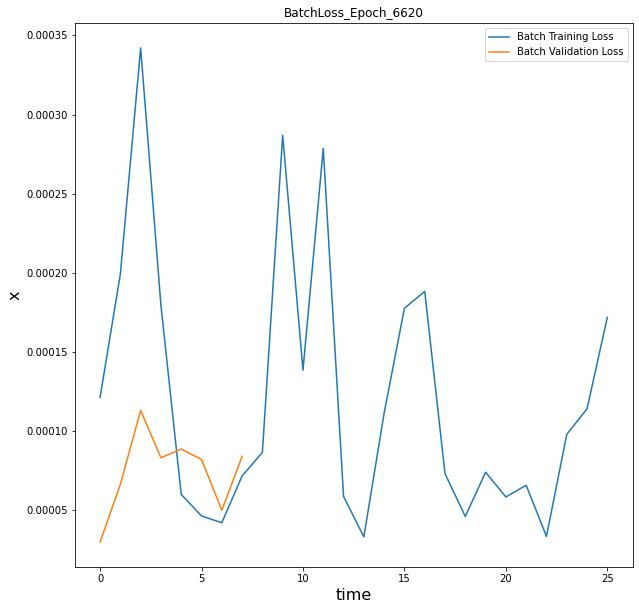 BatchLoss_Epoch_6620
Batch Training Loss
Batch Validation Loss
0.00035
0.00030
0.00025
0.00020
0.00015
0.00010
0.00005
x
0 5 10 15 20 25
time